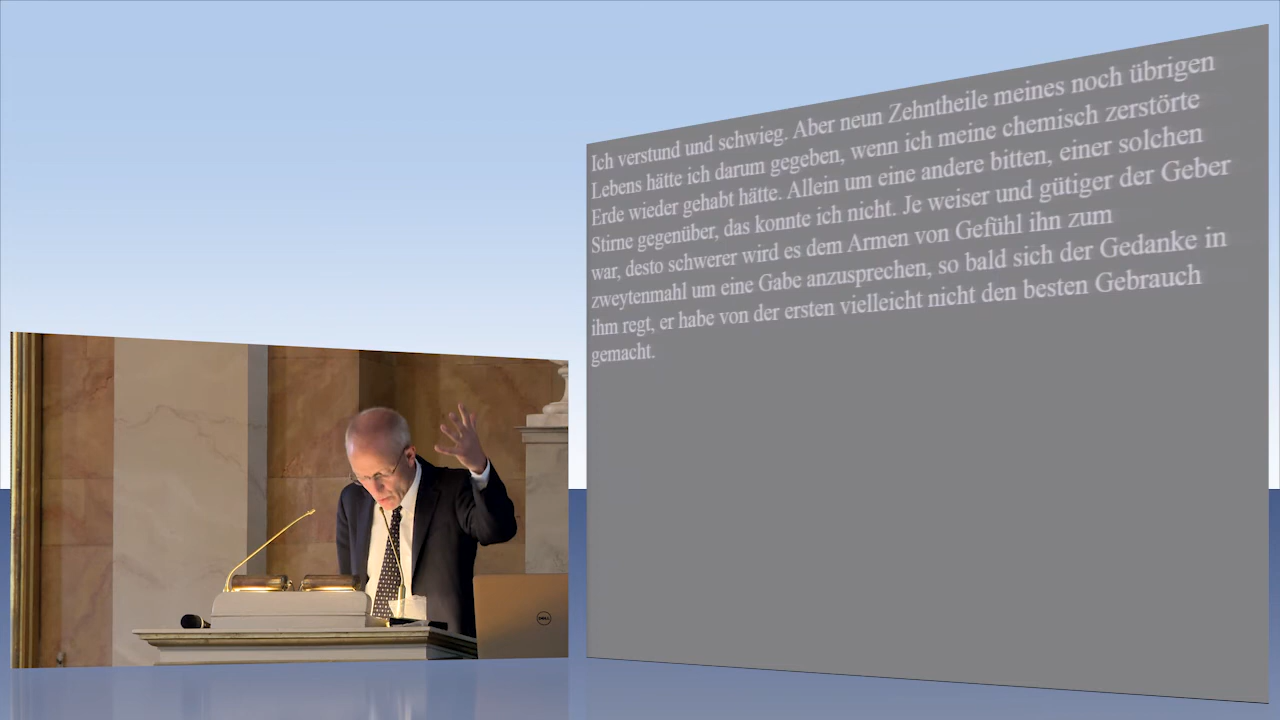 Ich verstund und schwieg. Aber neun Zehntheile meines noch übrigen
Lebens hätte ich darum gegeben, wenn ich meine chemisch zerstörte
Erde wieder gehabt hätte. Allein um eine andere bitten, einer solchen
Stirne gegenüber, das konnte ich nicht. Je weiser und gütiger der Geber
war, desto schwerer wird es dem Armen von Gefühl ihn zum
zweytenmahl um eine Gabe anzusprechen, so bald sich der Gedanke in
ihm regt, er habe von der ersten vielleicht nicht den besten Gebrauch
gemacht.
DELL